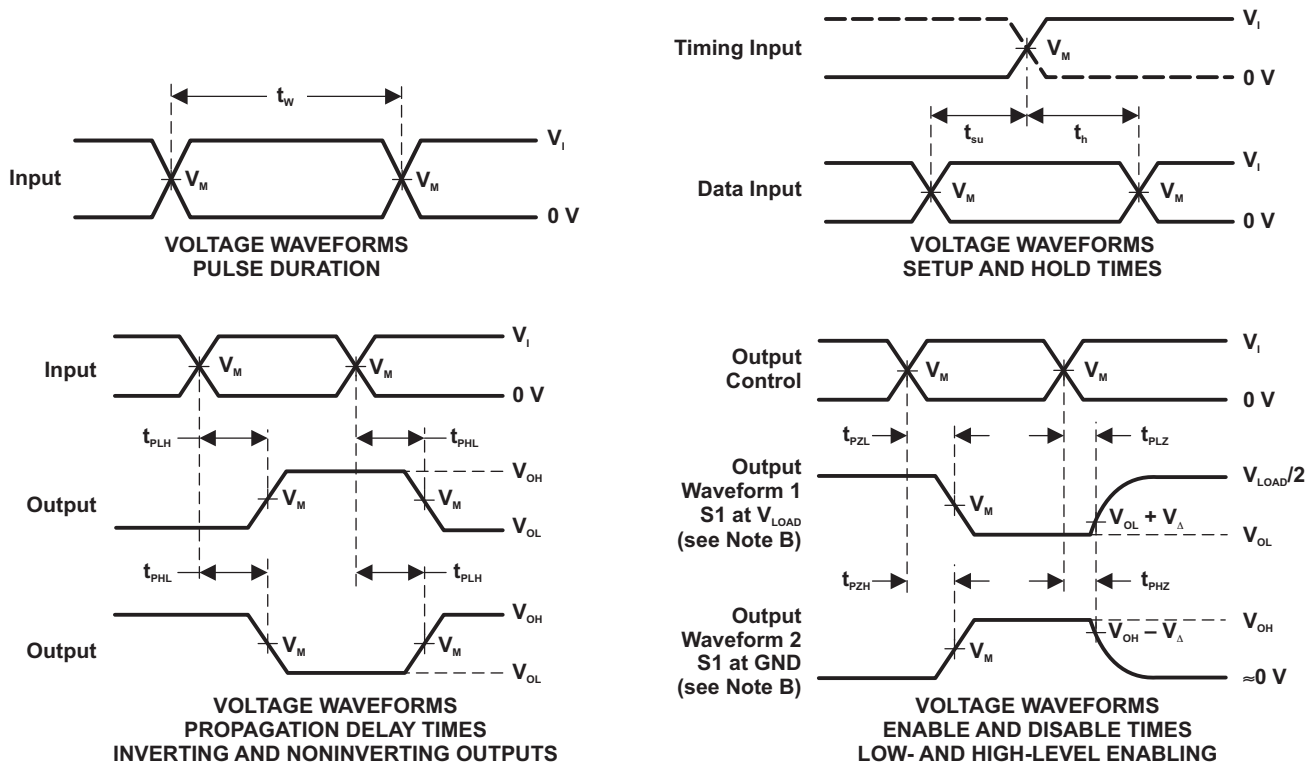 t_W
Input
V_I
V_M
V_M
0 V
VOLTAGE WAVEFORMS
PULSE DURATION
Timing Input
V_I
V_M
0 V
t_su
t_h
Data Input
V_I
V_M
V_M
0 V
VOLTAGE WAVEFORMS
SETUP AND HOLD TIMES
Input
V_I
V_M
V_M
0 V
t_PLH
t_PHL
Output
V_OH
V_M
V_M
V_OL
t_PHL
t_PLH
Output
V_OH
V_M
V_M
V_OL
VOLTAGE WAVEFORMS
PROPAGATION DELAY TIMES
INVERTING AND NONINVERTING OUTPUTS
Output
Control
V_I
V_M
V_M
0 V
t_PZL
t_PLZ
Output
Waveform 1
S1 at V_LOAD
(see Note B)
V_LOAD/2
V_M
V_OL + V_Δ
V_OL
t_PZH
t_PHZ
Output
Waveform 2
S1 at GND
(see Note B)
V_OH
V_M
V_OH – V_Δ
≈0 V
VOLTAGE WAVEFORMS
ENABLE AND DISABLE TIMES
LOW- AND HIGH-LEVEL ENABLING